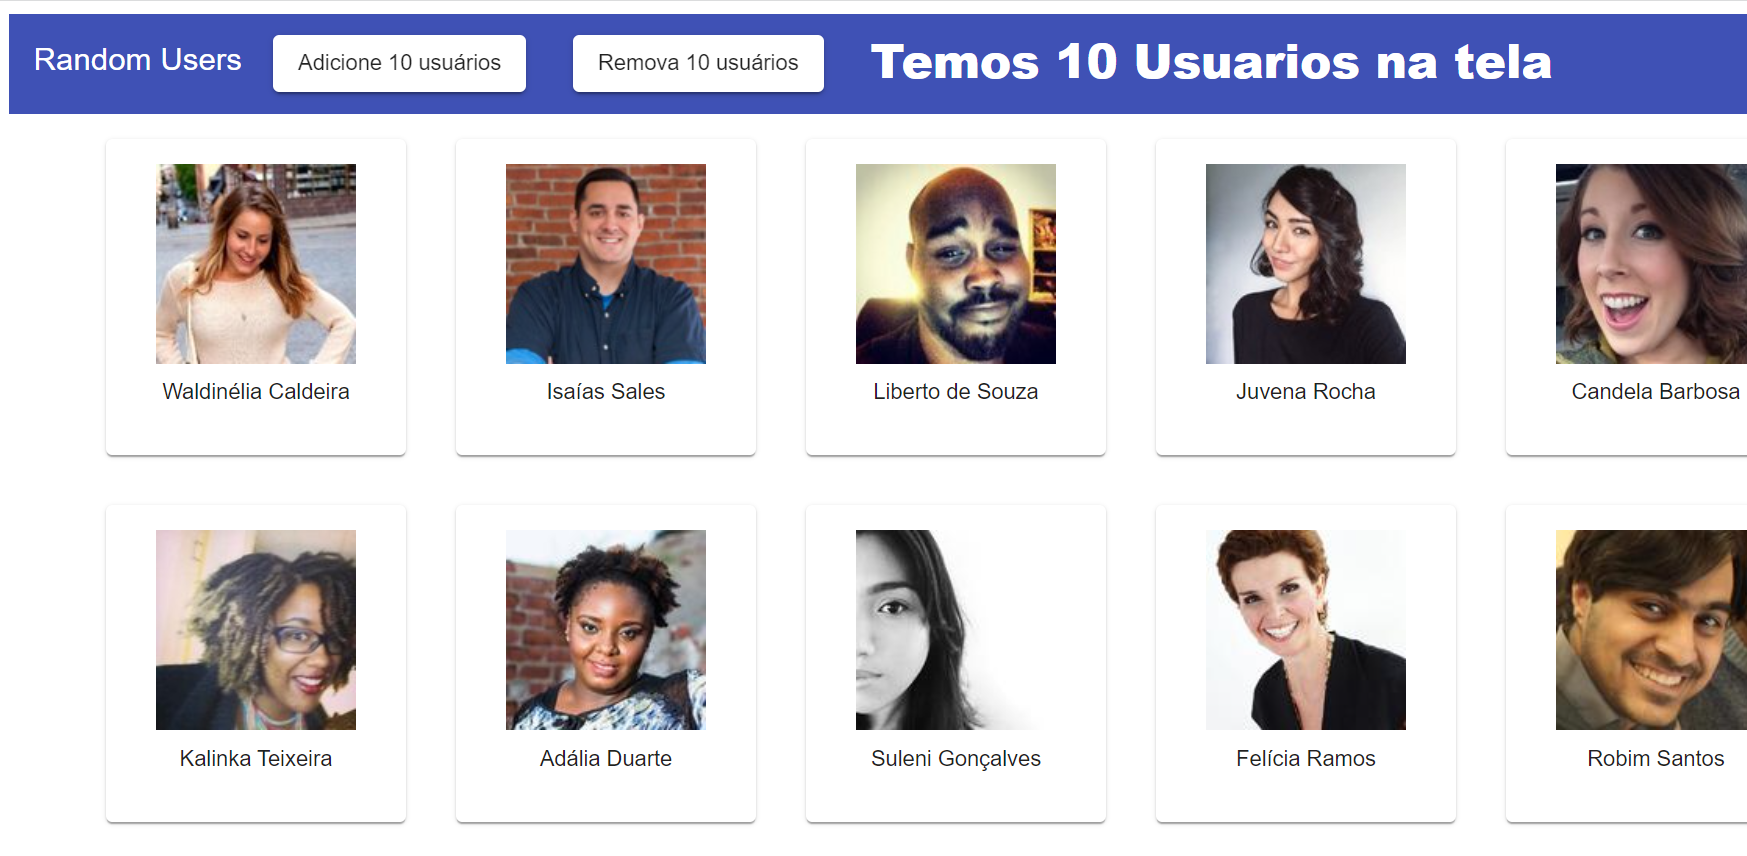 Random Users
Adicione 10 usuários
Remova 10 usuários
Temos 10 Usuarios na tela
Waldinélia Caldeira
Isaías Sales
Liberto de Souza
Juvena Rocha
Candela Barbosa
Kalinka Teixeira
Adália Duarte
Suleni Gonçalves
Felícia Ramos
Robim Santos